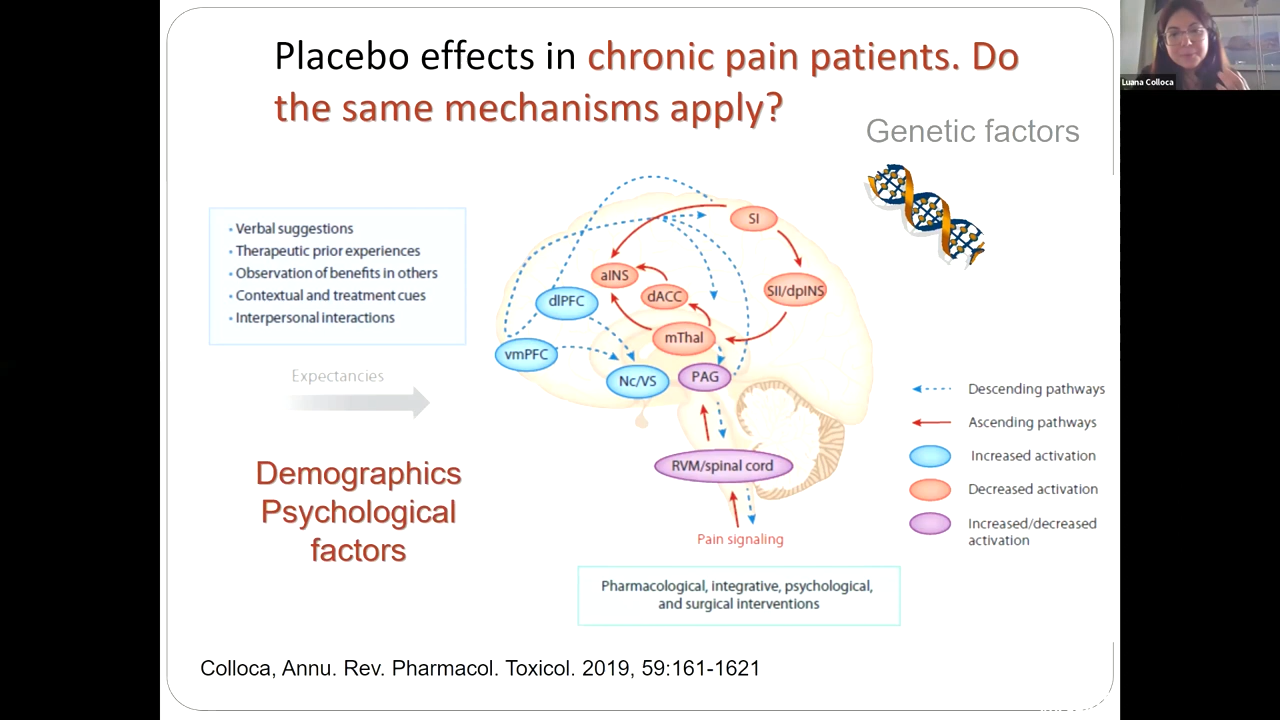 Placebo effects in chronic pain patients. Do
the same mechanisms apply?
Luana Colloca
Genetic factors
• Verbal suggestions
• Therapeutic prior experiences
• Observation of benefits in others
• Contextual and treatment cues
• Interpersonal interactions
Expectancies
Demographics
Psychological
factors
SI
aINS
dACC
SII/dpINS
dlPFC
mThal
vmPFC
Nc/VS
PAG
RVM/spinal cord
Pain signaling
Descending pathways
Ascending pathways
Increased activation
Decreased activation
Increased/decreased
activation
Pharmacological, integrative, psychological,
and surgical interventions
Colloca, Annu. Rev. Pharmacol. Toxicol. 2019, 59:161-1621